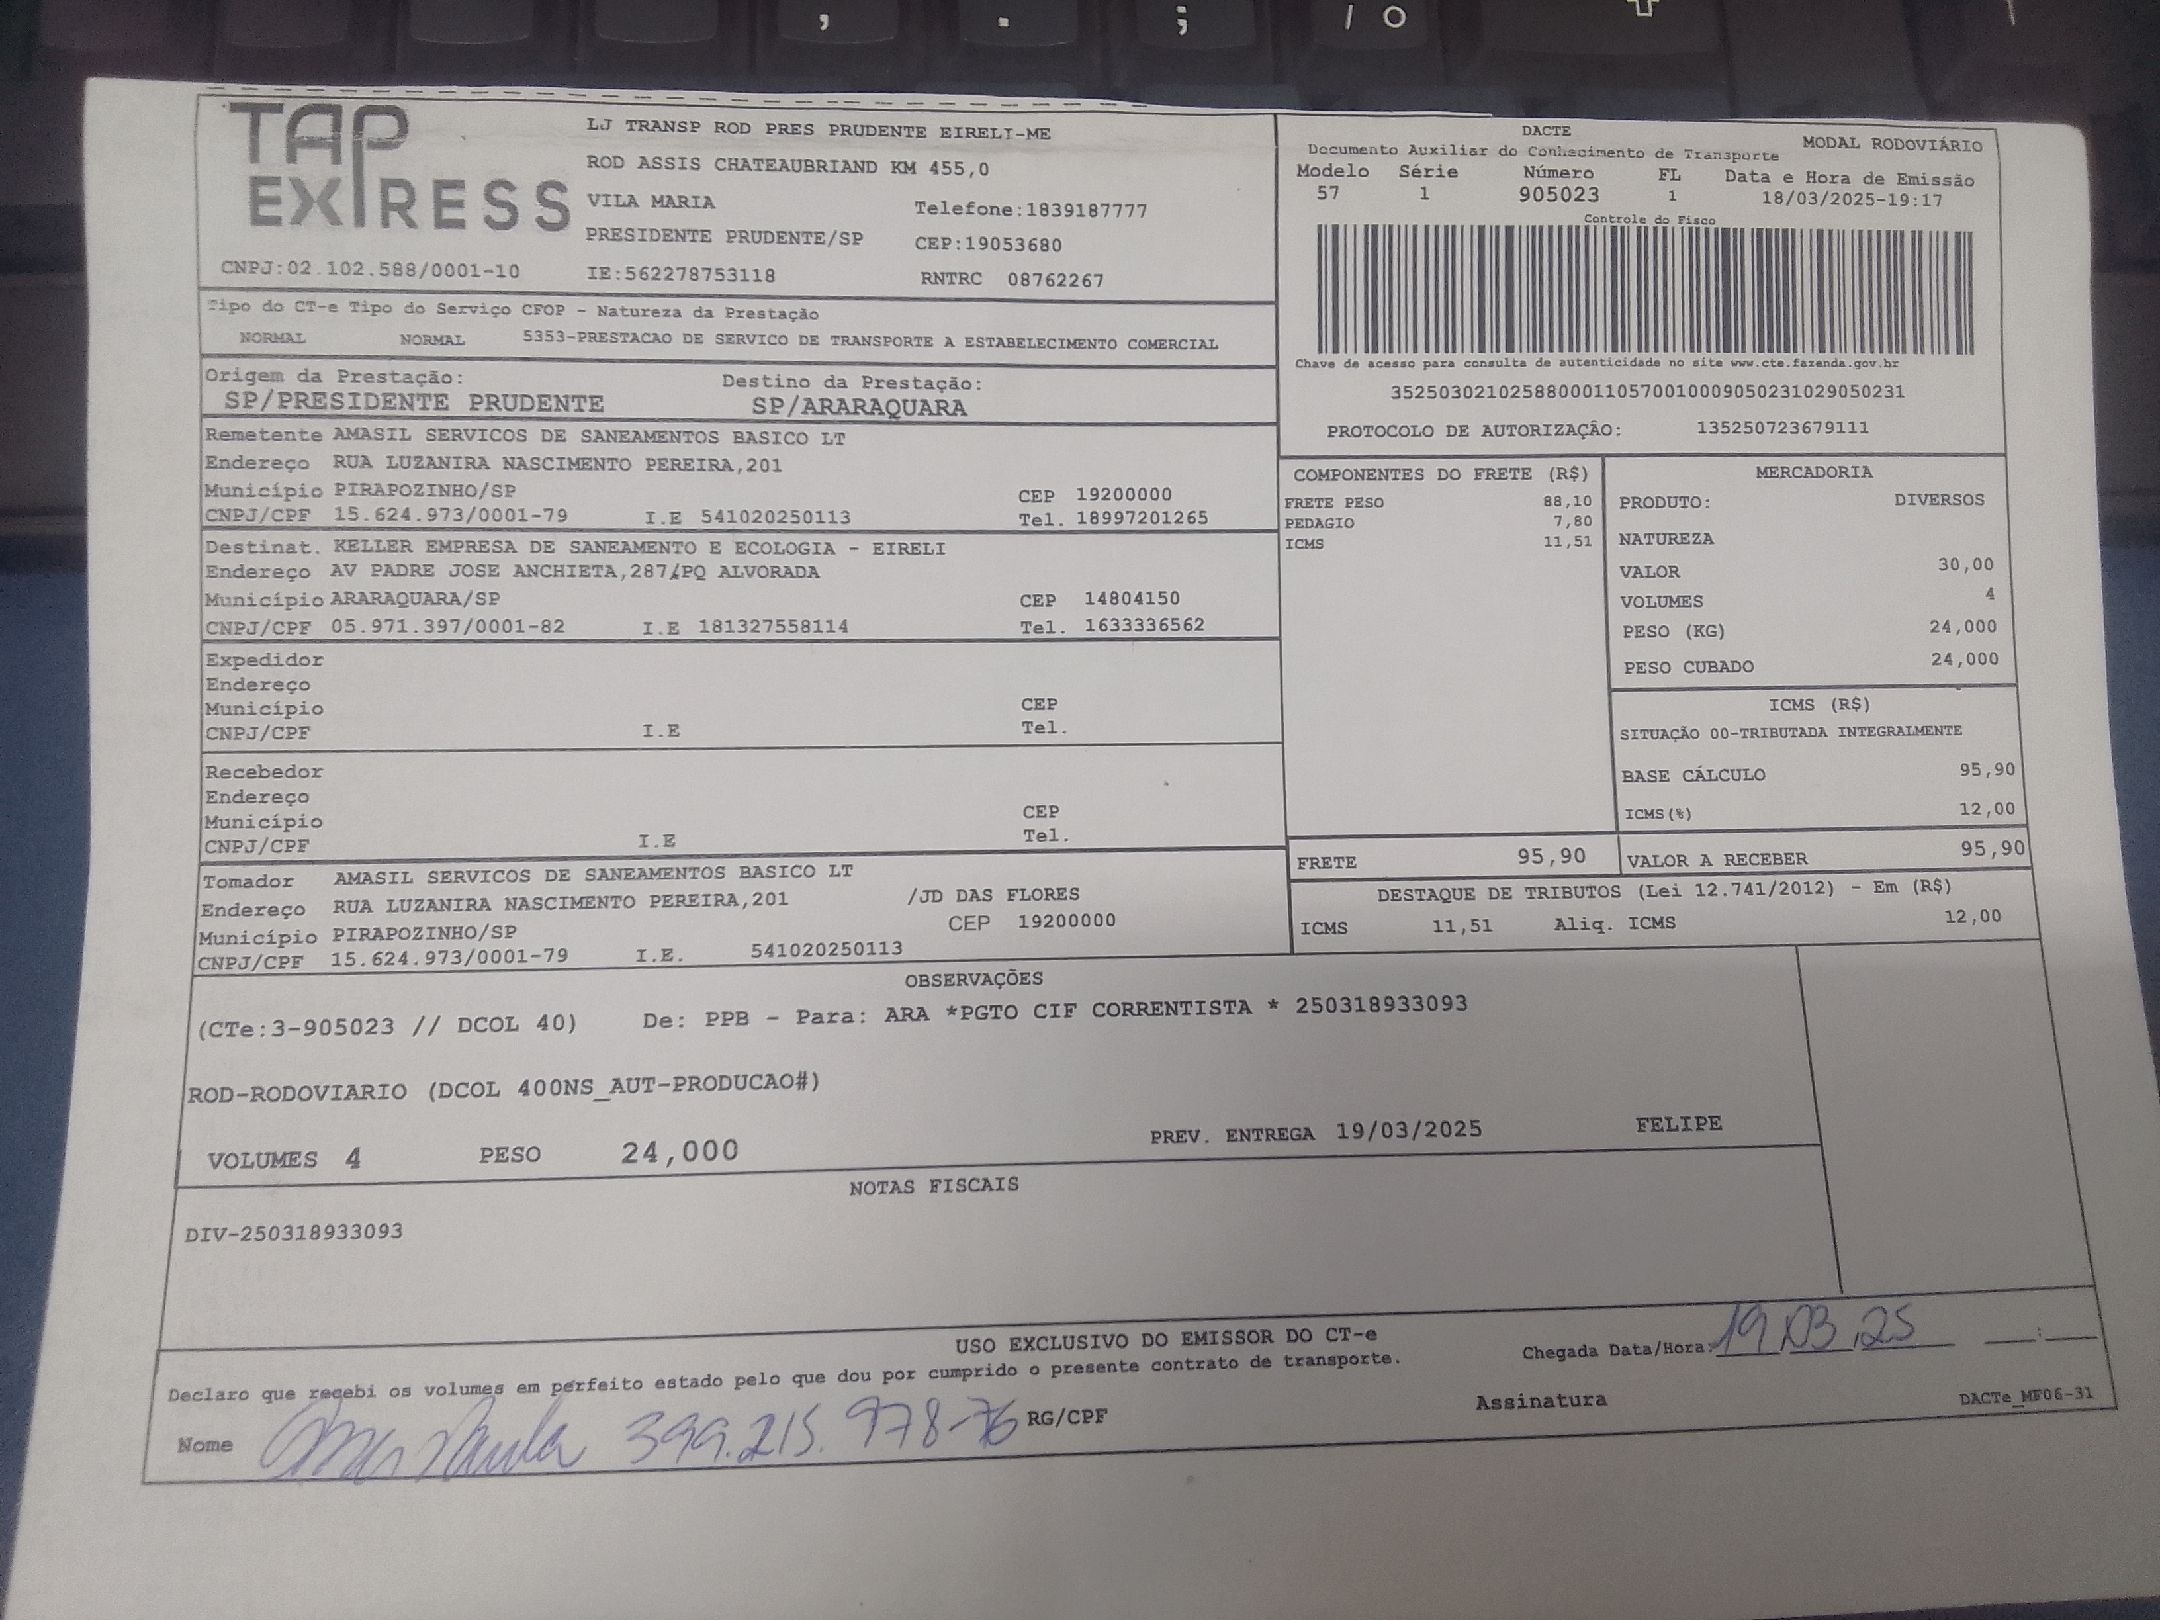 TAP EXPRESS
LJ TRANSP ROD PRES PRUDENTE EIRELI-ME
ROD ASSIS CHATEAUBRIAND KM 455,0
VILA MARIA Telefone:1839187777
PRESIDENTE PRUDENTE/SP CEP:19053680
CNPJ:02.102.588/0001-10 IE:562278753118 RNTRC 08762267
Tipo do CT-e Tipo do Serviço CFOP - Natureza da Prestação
NORMAL NORMAL 5353-PRESTACAO DE SERVICO DE TRANSPORTE A ESTABELECIMENTO COMERCIAL
Origem da Prestação: Destino da Prestação:
SP/PRESIDENTE PRUDENTE SP/ARARAQUARA
Remetente AMASIL SERVICOS DE SANEAMENTOS BASICO LT
Endereço RUA LUZANIRA NASCIMENTO PEREIRA,201
Município PIRAPOZINHO/SP CEP 19200000
CNPJ/CPF 15.624.973/0001-79 I.E 541020250113 Tel. 18997201265
Destinat. KELLER EMPRESA DE SANEAMENTO E ECOLOGIA - EIRELI
Endereço AV PADRE JOSE ANCHIETA,287/PQ ALVORADA
Município ARARAQUARA/SP CEP 14804150
CNPJ/CPF 05.971.397/0001-82 I.E 181327558114 Tel. 1633336562
Expedidor
Endereço
Município CEP
CNPJ/CPF I.E Tel.
Recebedor
Endereço
Município CEP
CNPJ/CPF I.E Tel.
Tomador AMASIL SERVICOS DE SANEAMENTOS BASICO LT
Endereço RUA LUZANIRA NASCIMENTO PEREIRA,201 /JD DAS FLORES
Município PIRAPOZINHO/SP CEP 19200000
CNPJ/CPF 15.624.973/0001-79 I.E. 541020250113
DACTE MODAL RODOVIÁRIO
Documento Auxiliar do Conhecimento de Transporte
Modelo Série Número FL Data e Hora de Emissão
57 1 905023 1 18/03/2025-19:17
Controle do Fisco
Chave de acesso para consulta de autenticidade no site www.cte.fazenda.gov.br
35250302102588000110570010009050231029050231
PROTOCOLO DE AUTORIZAÇÃO: 135250723679111
COMPONENTES DO FRETE (R$)
FRETE PESO 88,10
PEDAGIO 7,80
ICMS 11,51
MERCADORIA
PRODUTO: DIVERSOS
NATUREZA
VALOR 30,00
VOLUMES 4
PESO (KG) 24,000
PESO CUBADO 24,000
ICMS (R$)
SITUAÇÃO 00-TRIBUTADA INTEGRALMENTE
BASE CÁLCULO 95,90
ICMS(%) 12,00
FRETE 95,90 VALOR A RECEBER 95,90
DESTAQUE DE TRIBUTOS (Lei 12.741/2012) - Em (R$)
ICMS 11,51 Aliq. ICMS 12,00
OBSERVAÇÕES
(CTe:3-905023 // DCOL 40) De: PPB - Para: ARA *PGTO CIF CORRENTISTA * 250318933093
ROD-RODOVIARIO (DCOL 400NS_AUT-PRODUCAO#)
VOLUMES 4 PESO 24,000 PREV. ENTREGA 19/03/2025 FELIPE
NOTAS FISCAIS
DIV-250318933093
USO EXCLUSIVO DO EMISSOR DO CT-e
Declaro que recebi os volumes em perfeito estado pelo que dou por cumprido o presente contrato de transporte.
Chegada Data/Hora: 19 03 25 __:__
Nome Ana Paula 399.215.978-76 RG/CPF Assinatura DACTe_MF06-31